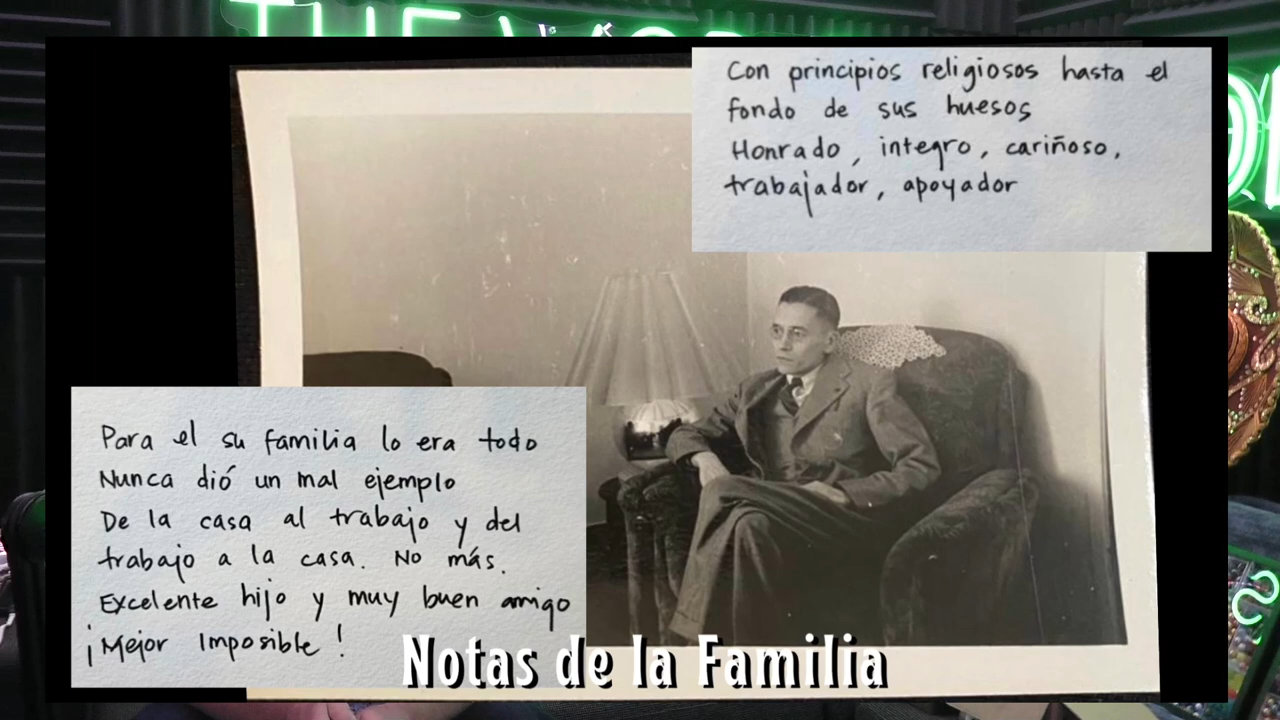 Con principios religiosos hasta el
fondo de sus huesos
Honrado, integro, cariñoso,
trabajador, apoyador
Para el su familia lo era todo
Nunca dió un mal ejemplo
De la casa al trabajo y del
trabajo a la casa. No más.
Excelente hijo y muy buen amigo
¡Mejor Imposible!
Notas de la Familia